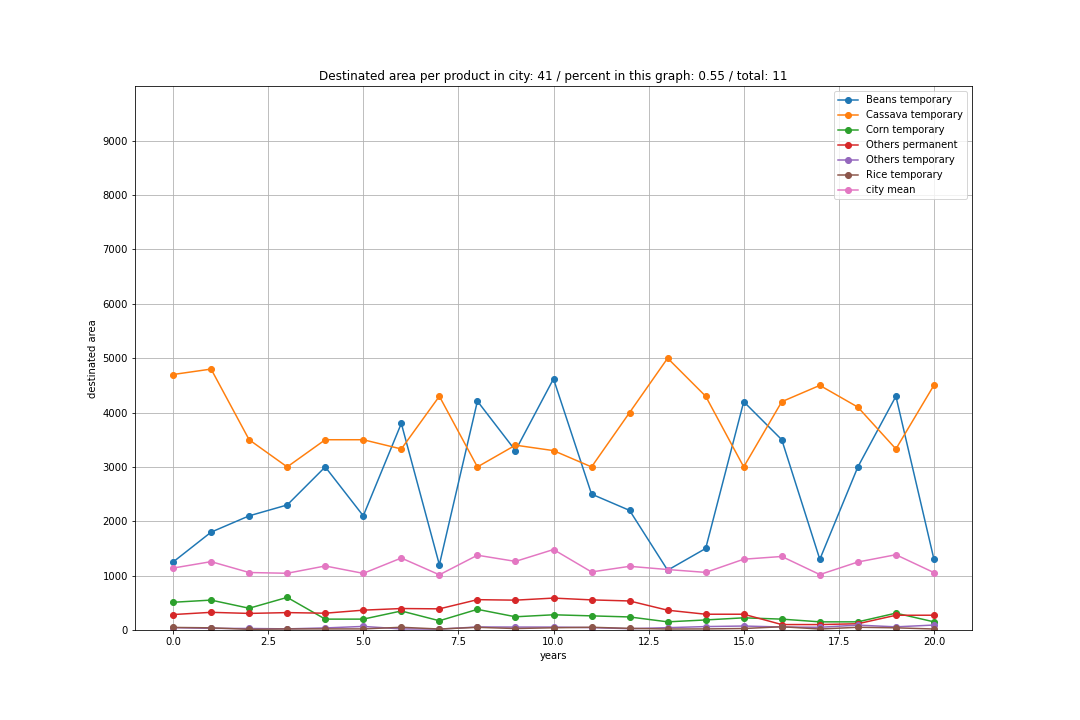 Destinated area per product in city: 41 / percent in this graph: 0.55 / total: 11
Beans temporary
Cassava temporary
Corn temporary
Others permanent
Others temporary
Rice temporary
city mean
9000
8000
7000
6000
5000
4000
3000
2000
1000
0
destinated area
0.0 2.5 5.0 7.5 10.0 12.5 15.0 17.5 20.0
years